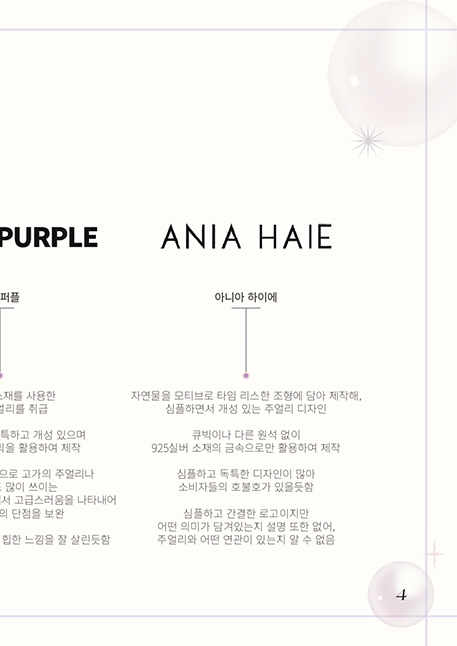 PURPLE
ANIA HAIE
퍼플
아니아 하이에
소재를 사용한
얼리를 취급
특하고 개성 있으며
릭을 활용하여 제작
으로 고가의 주얼리나
많이 쓰이는
서 고급스러움을 나타내어
의 단점을 보완
힙한 느낌을 잘 살린듯함
자연물을 모티브로 타임 리스한 조형에 담아 제작해,
심플하면서 개성 있는 주얼리 디자인
큐빅이나 다른 원석 없이
925실버 소재의 금속으로만 활용하여 제작
심플하고 독특한 디자인이 많아
소비자들의 호불호가 있을듯함
심플하고 간결한 로고이지만
어떤 의미가 담겨있는지 설명 또한 없어,
주얼리와 어떤 연관이 있는지 알 수 없음
4